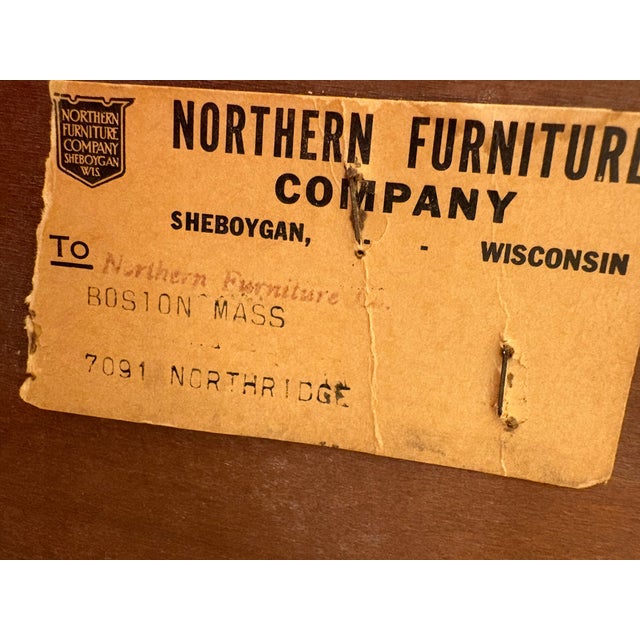 NORTHERN
FURNITURE
COMPANY
SHEBOYGAN
WIS.
NORTHERN FURNITURE
COMPANY
SHEBOYGAN, - - WISCONSIN
TO Northern Furniture Co.
BOSTON MASS
7091 NORTHRIDGE